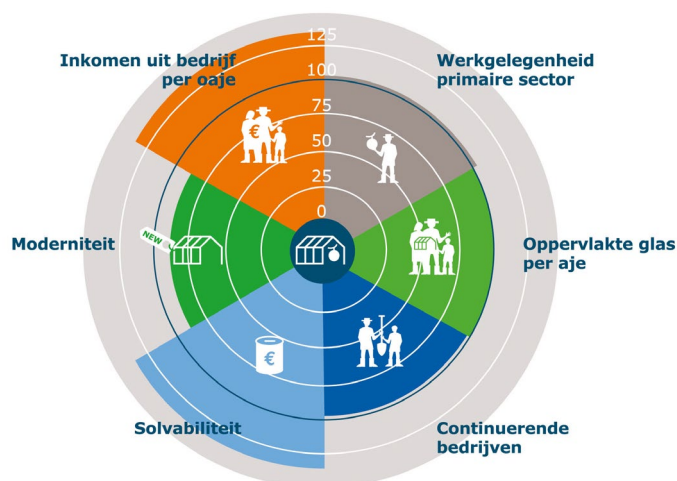 Inkomen uit bedrijf
per oaje
125
100
75
50
25
0
Werkgelegenheid
primaire sector
€
Moderniteit
NEW
Oppervlakte glas
per aje
€
Solvabiliteit
Continuerende
bedrijven